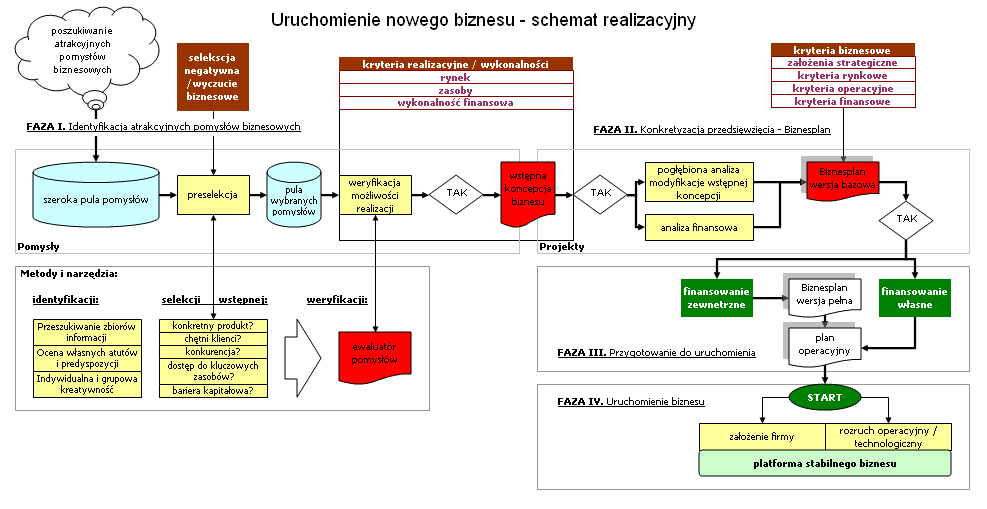 Uruchomienie nowego biznesu - schemat realizacyjny
poszukiwanie
atrakcyjnych
pomysłów
biznesowych
selekscja
negatywna
/ wyczucie
biznesowe
kryteria realizacyjne / wykonalności
rynek
zasoby
wykonalność finansowa
kryteria biznesowe
założenia strategiczne
kryteria rynkowe
kryteria operacyjne
kryteria finansowe
FAZA I. Identyfikacja atrakcyjnych pomysłów biznesowych
FAZA II. Konkretyzacja przedsięwzięcia - Biznesplan
szeroka pula pomysłów
preselekcja
pula
wybranych
pomysłów
weryfikacja
możliwości
realizacji
TAK
wstępna
koncepcja
biznesu
TAK
pogłębiona analiza
modyfikacje wstępnej
koncepcji
analiza finansowa
Biznesplan
wersja bazowa
TAK
Pomysły
Projekty
Metody i narzędzia:
identyfikacji:
selekcji wstępnej:
weryfikacji:
Przeszukiwanie zbiorów
informacji
Ocena własnych atutów
i predyspozycji
Indywidualna i grupowa
kreatywność
konkretny produkt?
chętni klienci?
konkurencja?
dostęp do kluczowych
zasobów?
bariera kapitałowa?
ewaluator
pomysłów
finansowanie
zewnetrzne
Biznesplan
wersja pełna
finansowanie
własne
plan
operacyjny
FAZA III. Przygotowanie do uruchomienia
FAZA IV. Uruchomienie biznesu
START
założenie firmy
rozruch operacyjny /
technologiczny
platforma stabilnego biznesu